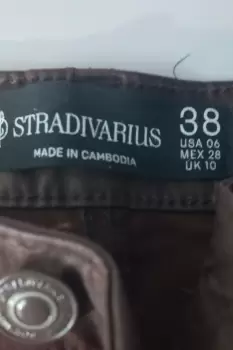 STRADIVARIUS
MADE IN CAMBODIA
38
USA 06
MEX 28
UK 10